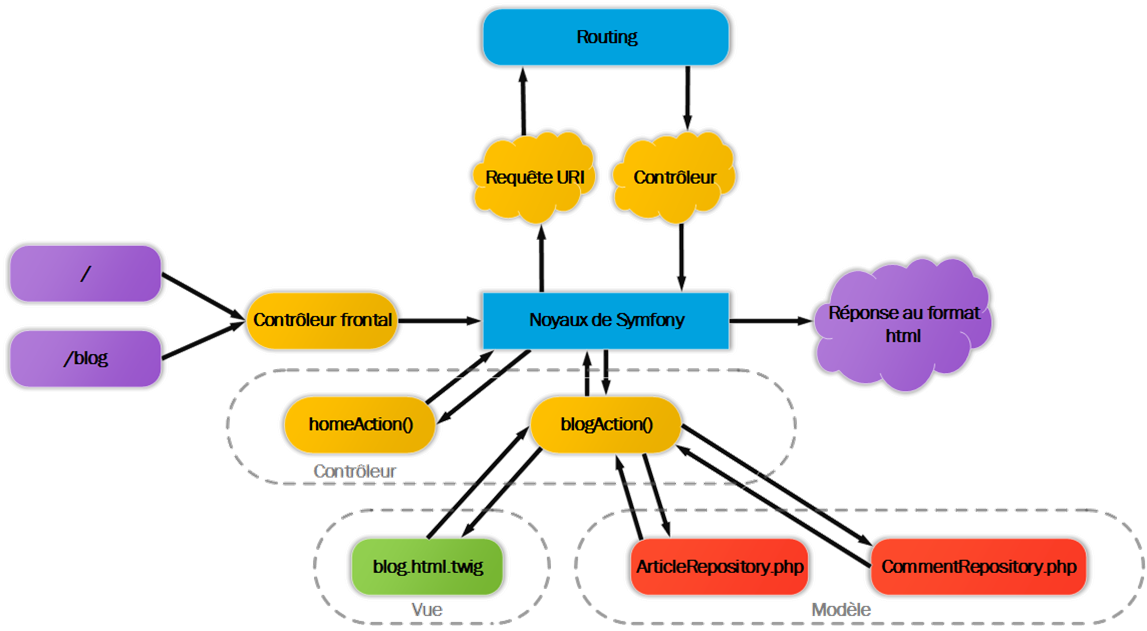 Routing
Requête URI
Contrôleur
/
/blog
Contrôleur frontal
Noyaux de Symfony
Réponse au format
html
homeAction()
blogAction()
Contrôleur
blog.html.twig
ArticleRepository.php
CommentRepository.php
Vue
Modèle